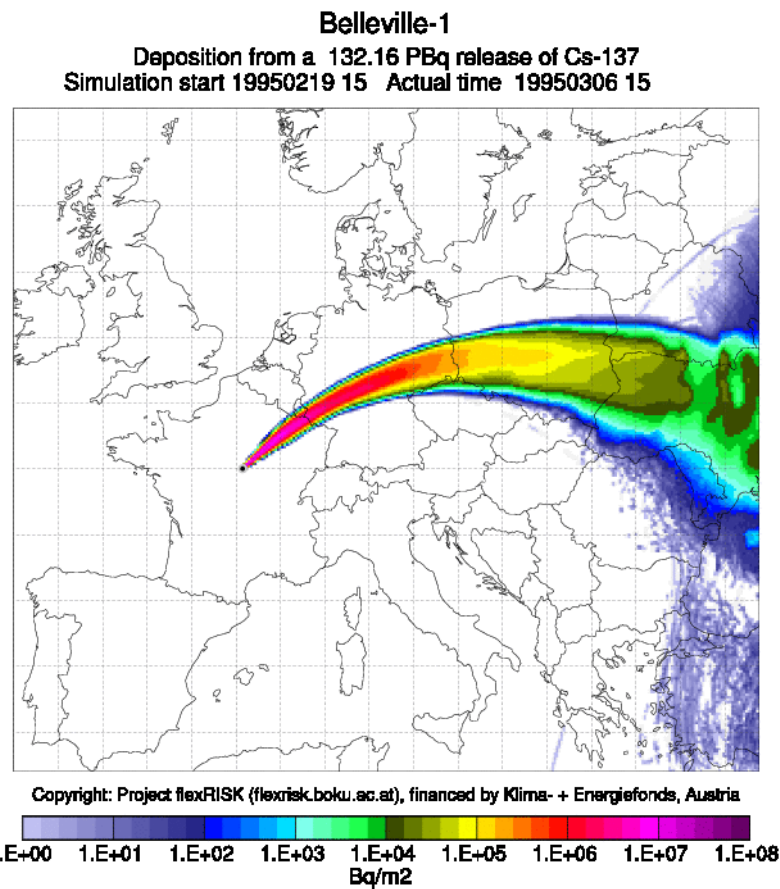 Belleville-1
Deposition from a 132.16 PBq release of Cs-137
Simulation start 19950219 15 Actual time 19950306 15
Copyright: Project flexRISK (flexrisk.boku.ac.at), financed by Klima- + Energiefonds, Austria
.E+00 1.E+01 1.E+02 1.E+03 1.E+04 1.E+05 1.E+06 1.E+07 1.E+08
Bq/m2